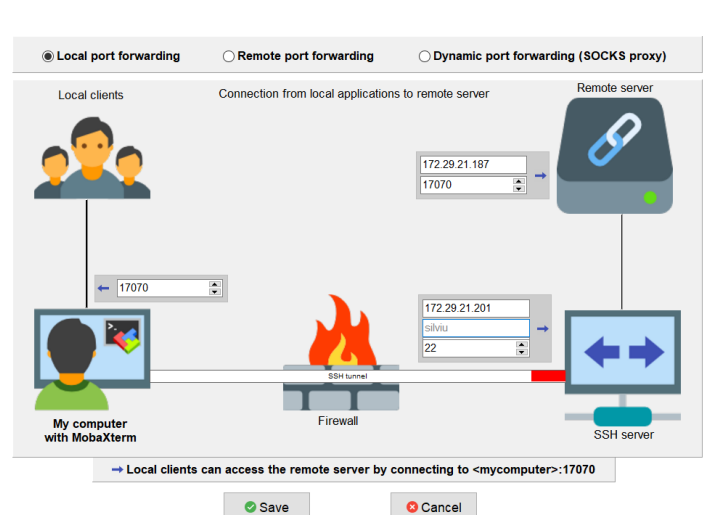 Local port forwarding
Remote port forwarding
Dynamic port forwarding (SOCKS proxy)
Local clients
Connection from local applications to remote server
Remote server
172.29.21.187
17070
17070
172.29.21.201
silviu
22
SSH tunnel
My computer
with MobaXterm
Firewall
SSH server
→ Local clients can access the remote server by connecting to <mycomputer>:17070
Save
Cancel